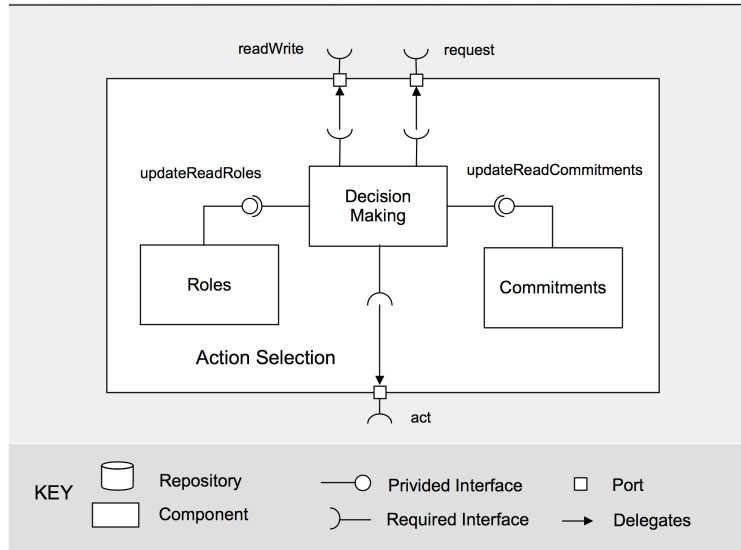 readWrite
request
updateReadRoles
updateReadCommitments
Decision
Making
Roles
Commitments
Action Selection
act
KEY
Repository
Privided Interface
Port
Component
Required Interface
Delegates